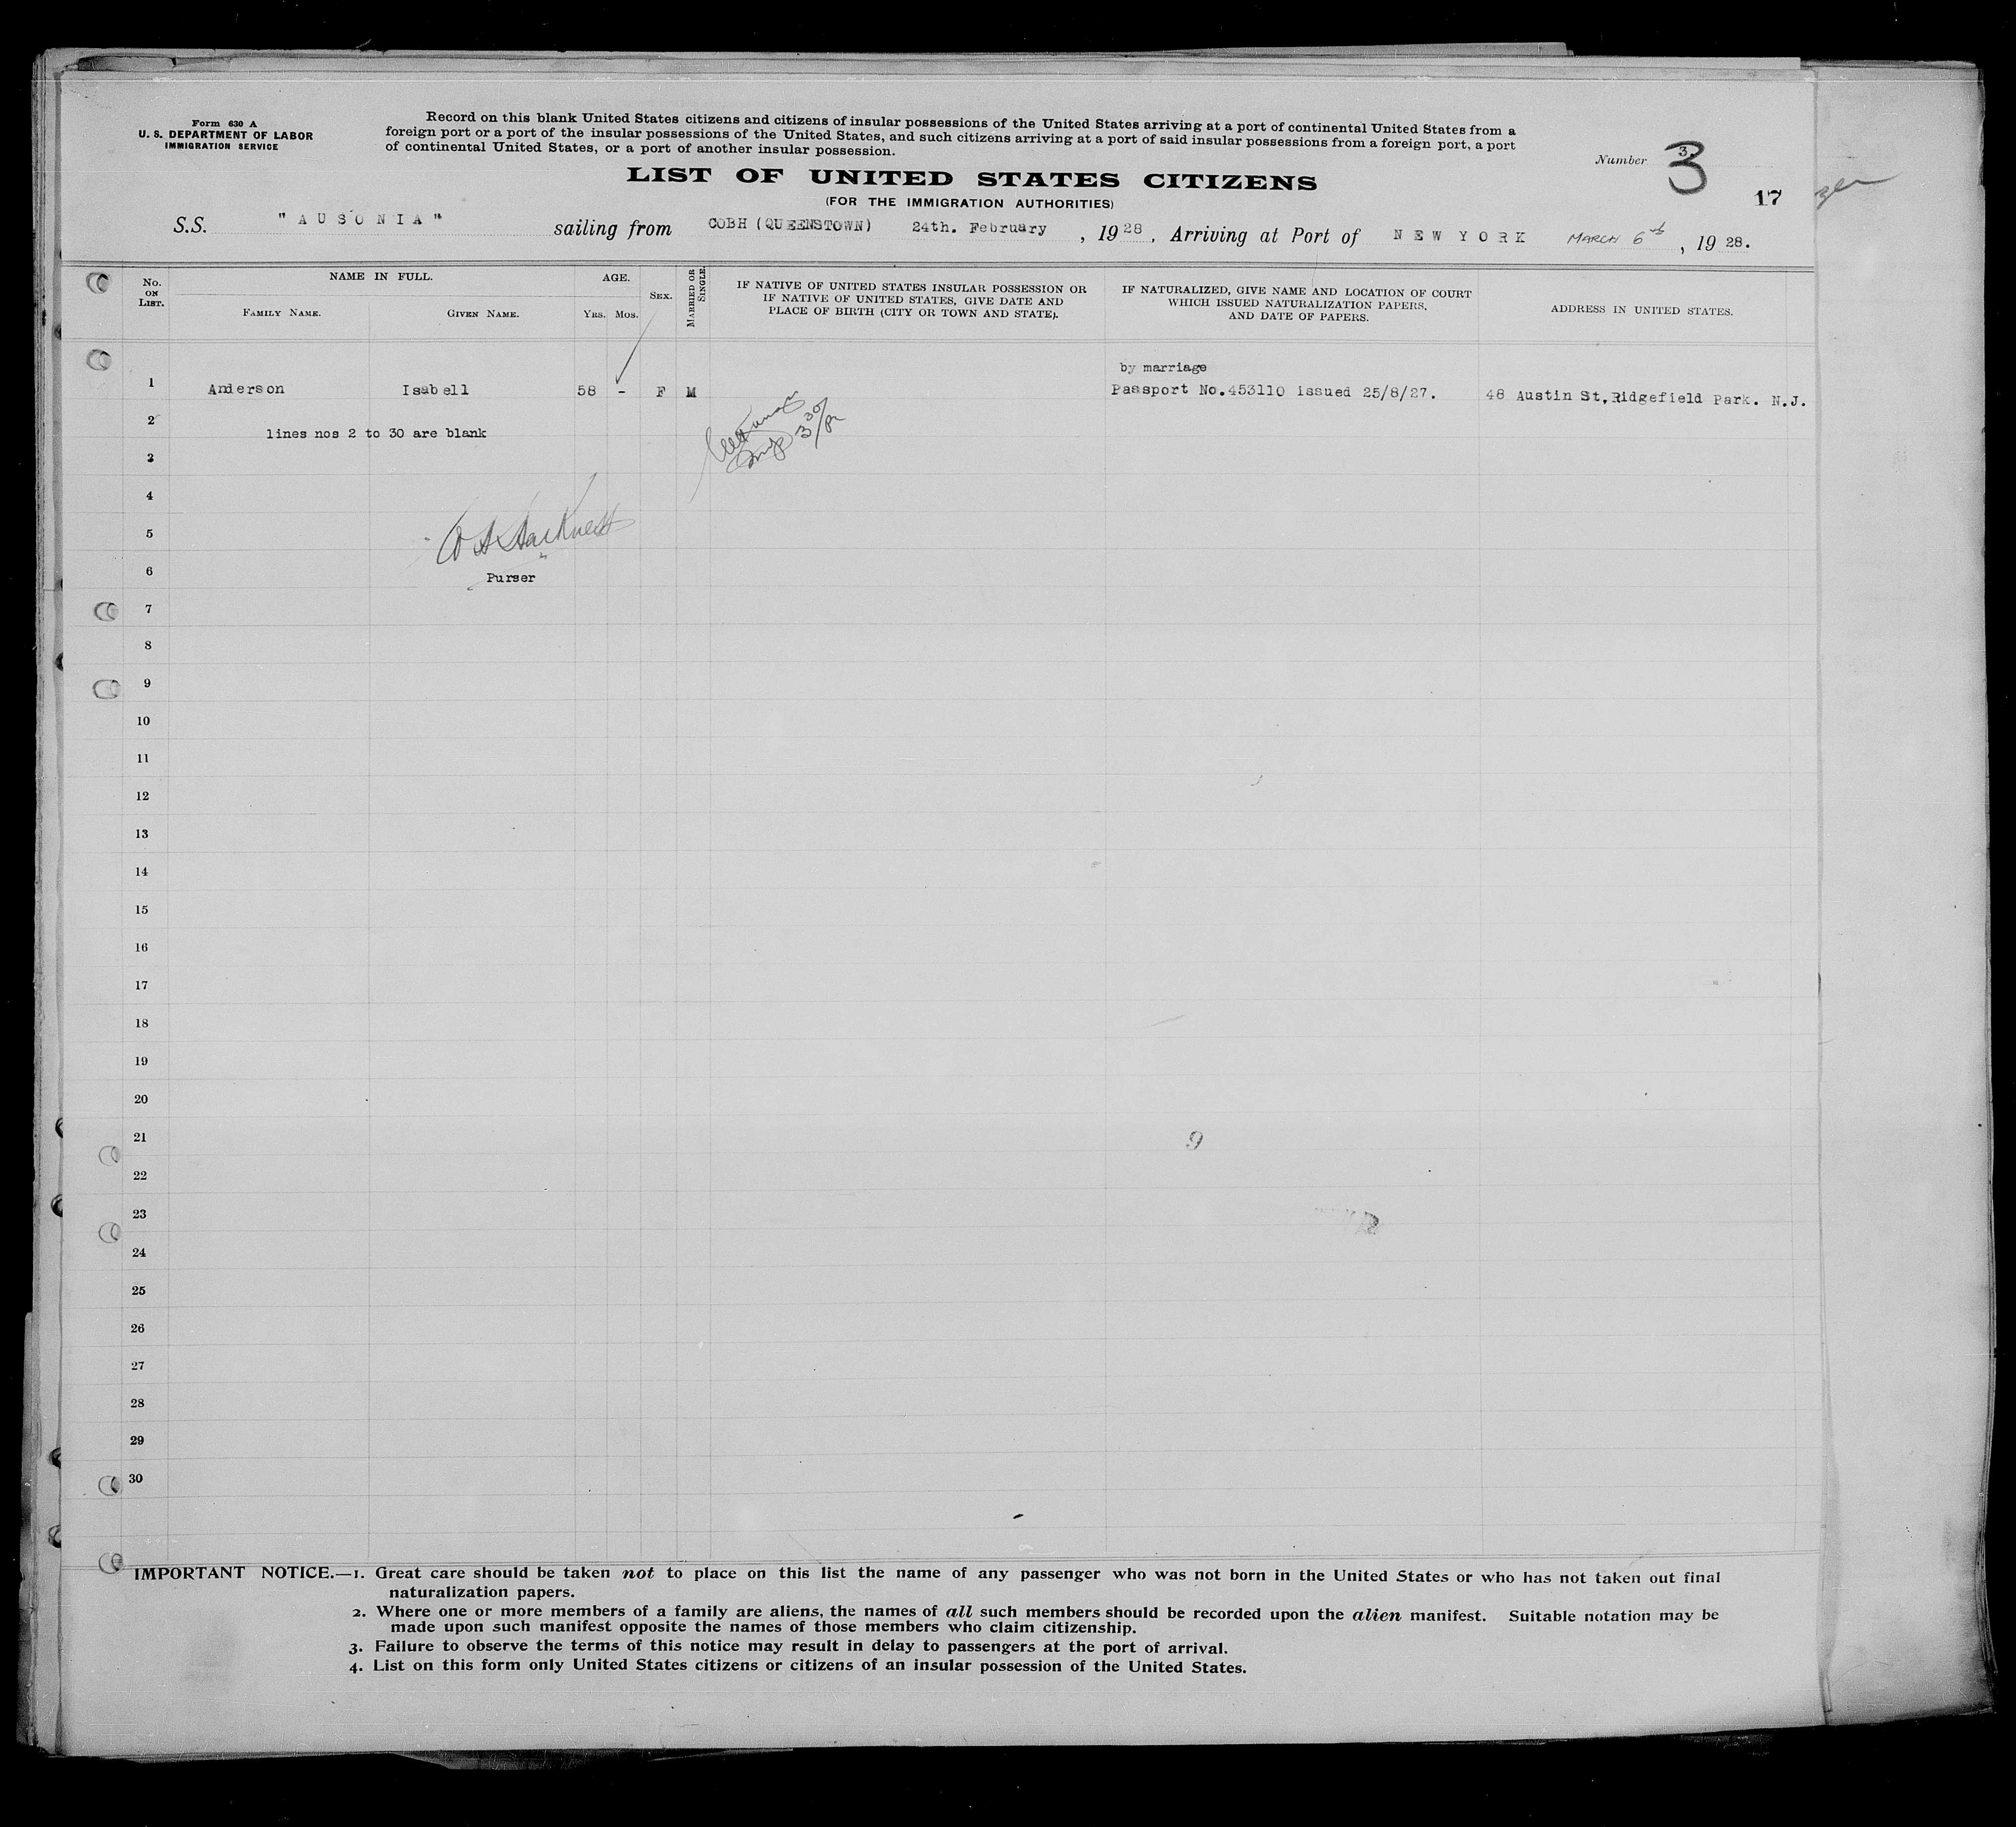 Form 630 A
U. S. DEPARTMENT OF LABOR
IMMIGRATION SERVICE
Record on this blank United States citizens and citizens of insular possessions of the United States arriving at a port of continental United States from a
foreign port or a port of the insular possessions of the United States, and such citizens arriving at a port of said insular possessions from a foreign port, a port
of continental United States, or a port of another insular possession.
Number 3
3
17
LIST OF UNITED STATES CITIZENS
(FOR THE IMMIGRATION AUTHORITIES)
S.S. "AUSONIA" sailing from COBH (QUEENSTOWN) 24th. February, 1928, Arriving at Port of NEW YORK MARCH 6th, 1928.
No. ON LIST.
NAME IN FULL.
FAMILY NAME. GIVEN NAME.
AGE.
YRS. MOS.
SEX.
MARRIED OR SINGLE.
IF NATIVE OF UNITED STATES INSULAR POSSESSION OR
IF NATIVE OF UNITED STATES, GIVE DATE AND
PLACE OF BIRTH (CITY OR TOWN AND STATE).
IF NATURALIZED, GIVE NAME AND LOCATION OF COURT
WHICH ISSUED NATURALIZATION PAPERS,
AND DATE OF PAPERS.
ADDRESS IN UNITED STATES.
by marriage
1 Anderson Isabell 58 - F M Passport No.453110 issued 25/8/27. 48 Austin St, Ridgefield Park. N.J.
2
lines nos 2 to 30 are blank
3
4
5
6
Purser
7
8
9
10
11
12
13
14
15
16
17
18
19
20
21
9
22
23
24
25
26
27
28
29
30
IMPORTANT NOTICE.—1. Great care should be taken not to place on this list the name of any passenger who was not born in the United States or who has not taken out final
naturalization papers.
2. Where one or more members of a family are aliens, the names of all such members should be recorded upon the alien manifest. Suitable notation may be
made upon such manifest opposite the names of those members who claim citizenship.
3. Failure to observe the terms of this notice may result in delay to passengers at the port of arrival.
4. List on this form only United States citizens or citizens of an insular possession of the United States.